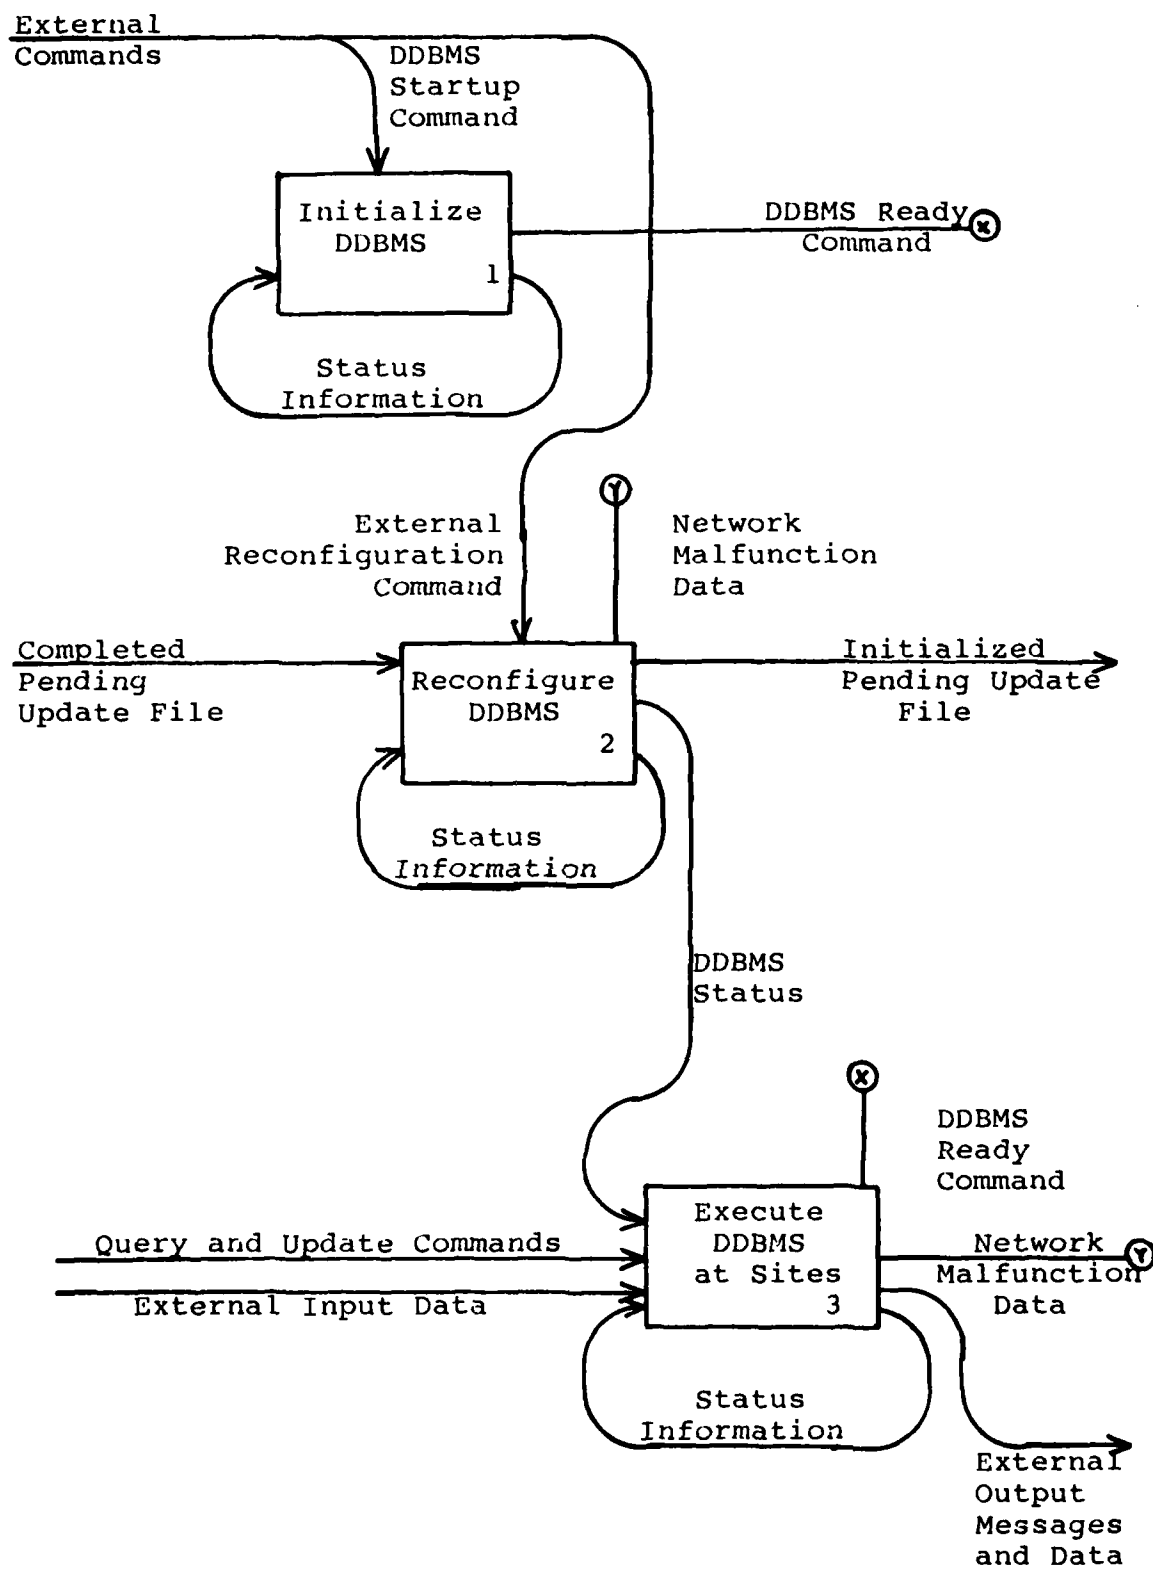 External
Commands
DDBMS
Startup
Command
Initialize
DDBMS
1
DDBMS Ready
Command
X
Status
Information
Y
External
Reconfiguration
Command
Network
Malfunction
Data
Completed
Pending
Update File
Reconfigure
DDBMS
2
Initialized
Pending Update
File
Status
Information
DDBMS
Status
X
DDBMS
Ready
Command
Execute
DDBMS
at Sites
3
Query and Update Commands
External Input Data
Network
Malfunction
Data
Y
Status
Information
External
Output
Messages
and Data